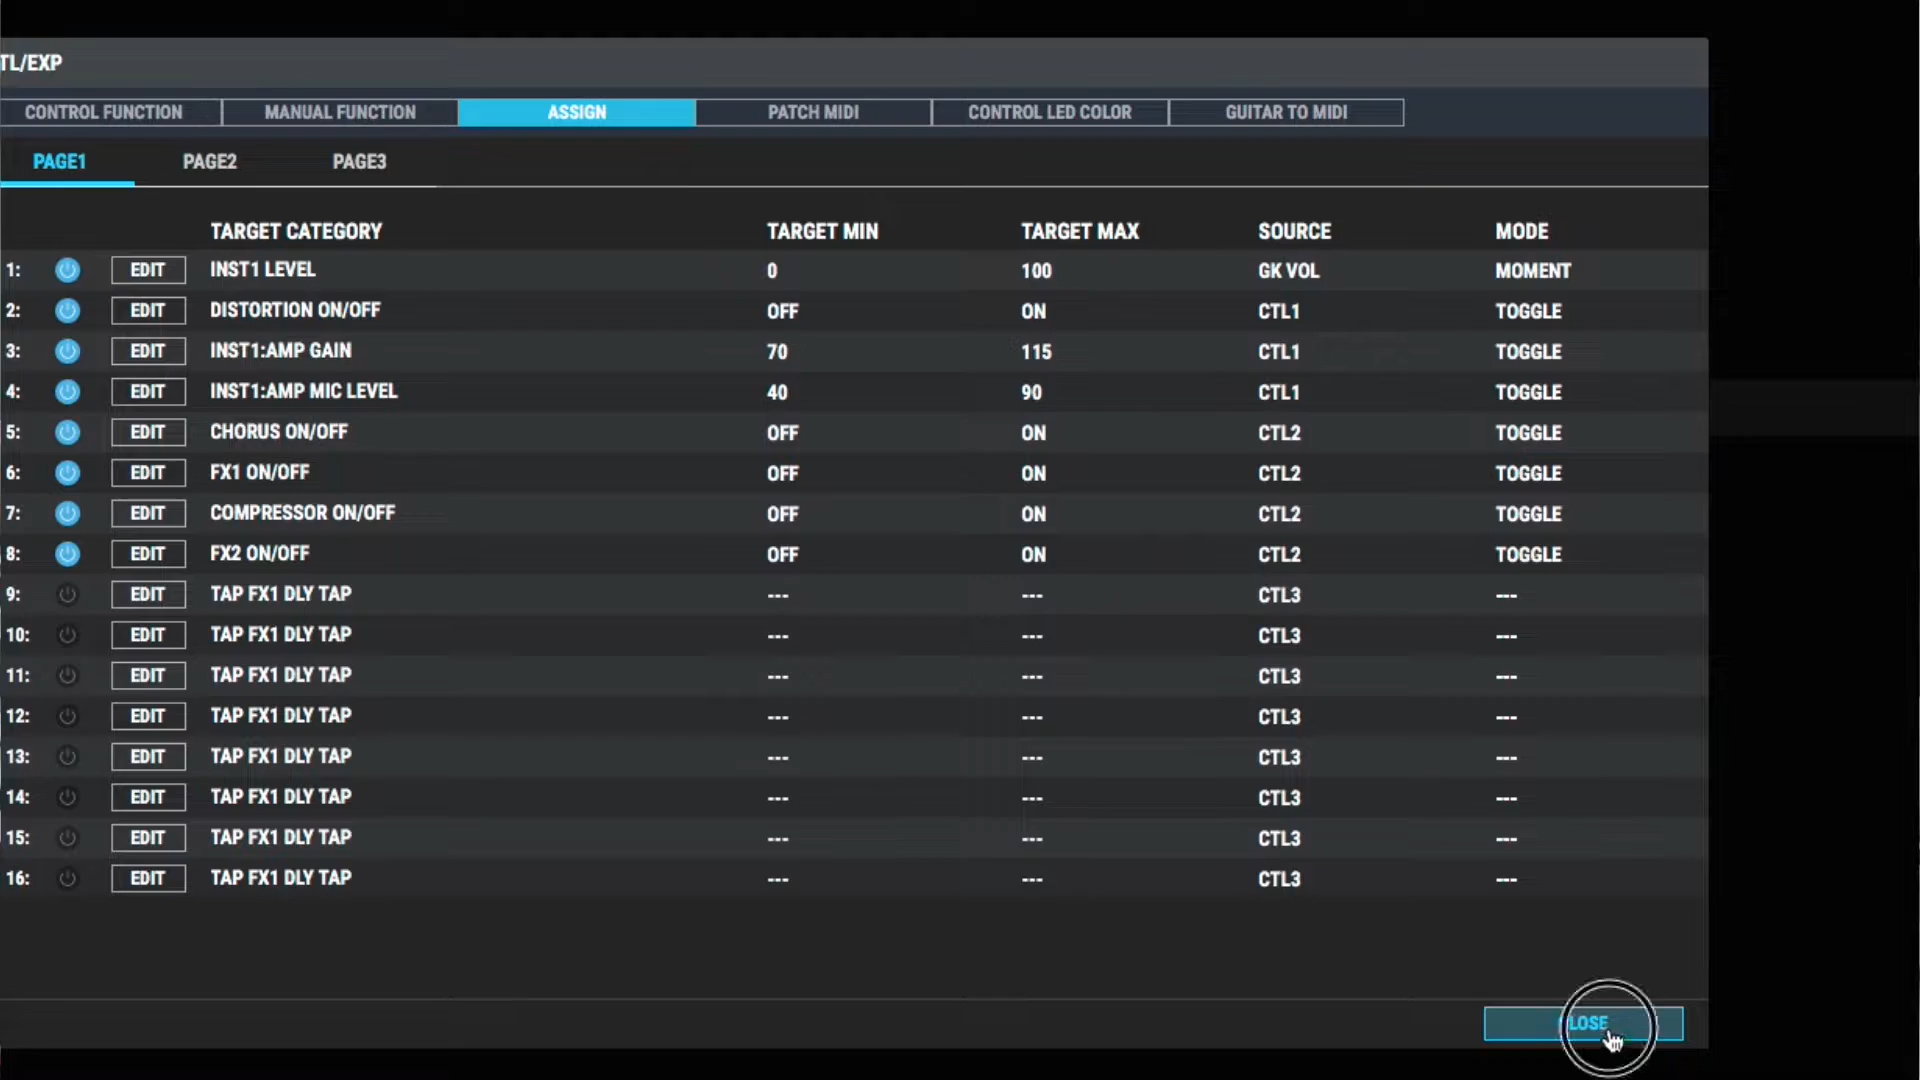 TL/EXP
CONTROL FUNCTION MANUAL FUNCTION ASSIGN PATCH MIDI CONTROL LED COLOR GUITAR TO MIDI
PAGE1 PAGE2 PAGE3
TARGET CATEGORY TARGET MIN TARGET MAX SOURCE MODE
1: EDIT INST1 LEVEL 0 100 GK VOL MOMENT
2: EDIT DISTORTION ON/OFF OFF ON CTL1 TOGGLE
3: EDIT INST1:AMP GAIN 70 115 CTL1 TOGGLE
4: EDIT INST1:AMP MIC LEVEL 40 90 CTL1 TOGGLE
5: EDIT CHORUS ON/OFF OFF ON CTL2 TOGGLE
6: EDIT FX1 ON/OFF OFF ON CTL2 TOGGLE
7: EDIT COMPRESSOR ON/OFF OFF ON CTL2 TOGGLE
8: EDIT FX2 ON/OFF OFF ON CTL2 TOGGLE
9: EDIT TAP FX1 DLY TAP --- --- CTL3 ---
10: EDIT TAP FX1 DLY TAP --- --- CTL3 ---
11: EDIT TAP FX1 DLY TAP --- --- CTL3 ---
12: EDIT TAP FX1 DLY TAP --- --- CTL3 ---
13: EDIT TAP FX1 DLY TAP --- --- CTL3 ---
14: EDIT TAP FX1 DLY TAP --- --- CTL3 ---
15: EDIT TAP FX1 DLY TAP --- --- CTL3 ---
16: EDIT TAP FX1 DLY TAP --- --- CTL3 ---
CLOSE